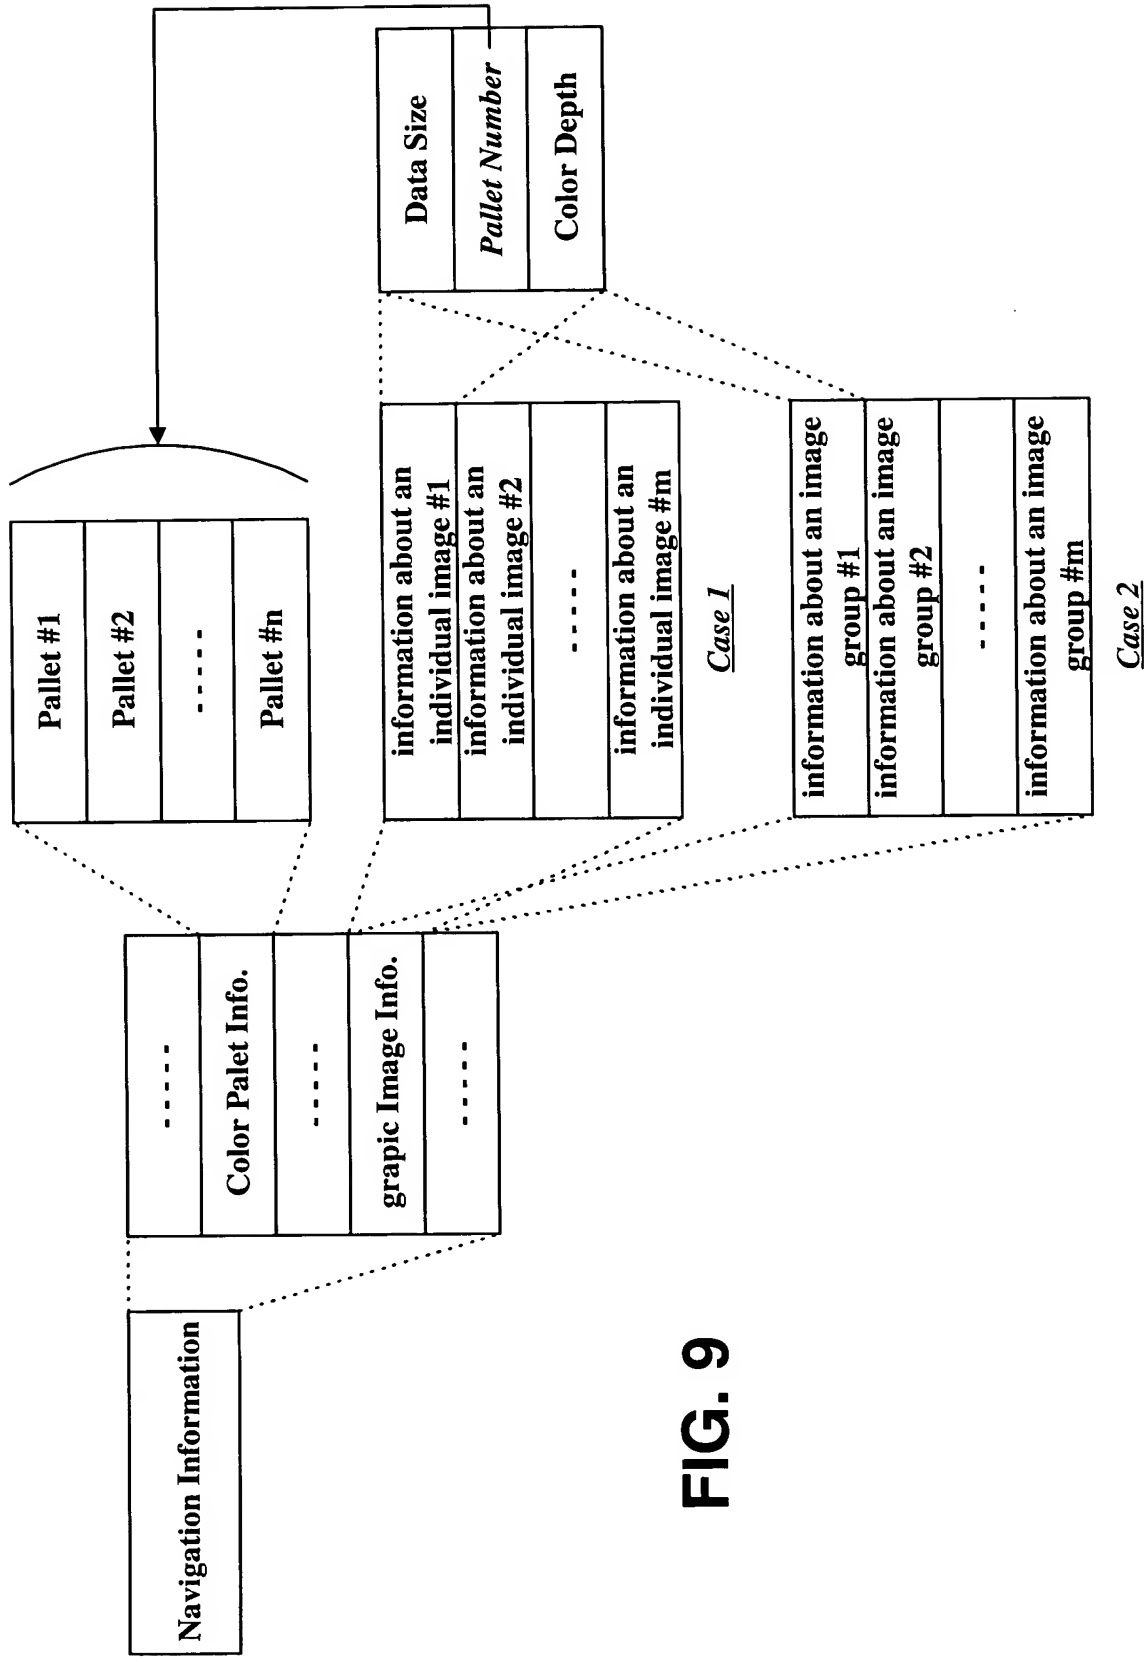 Navigation Information
-----
Color Palet Info.
-----
grapic Image Info.
-----
Pallet #1
Pallet #2
-----
Pallet #n
information about an
individual image #1
information about an
individual image #2
-----
information about an
individual image #m
Case 1
information about an image
group #1
information about an image
group #2
-----
information about an image
group #m
Case 2
Data Size
Pallet Number
Color Depth
FIG. 9